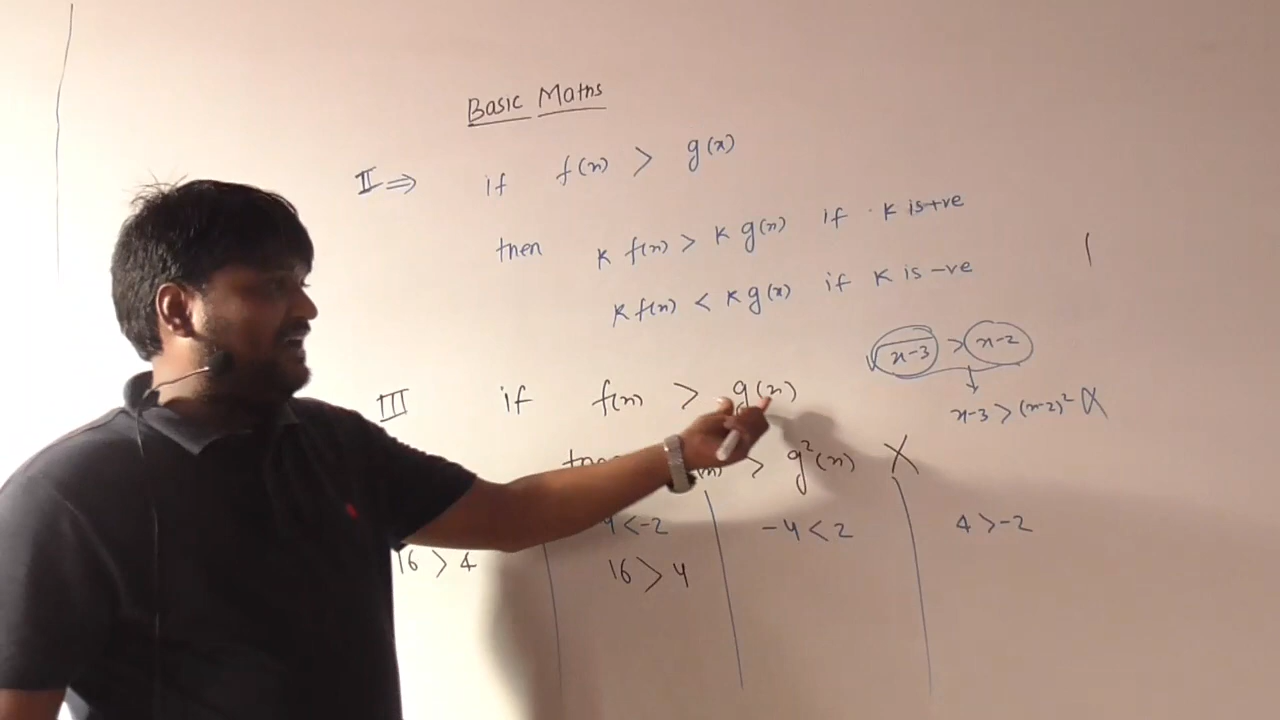 Basic Maths
II ⇒ if f(x) > g(x)
then K f(x) > K g(x) if K is +ve
K f(x) < K g(x) if K is -ve
√x-3 > x-2
x-3 > (x-2)² X
III if f(x) > g(x)
> g²(x) X
<-2 -4<2 4>-2
16 > 4 16 > 4